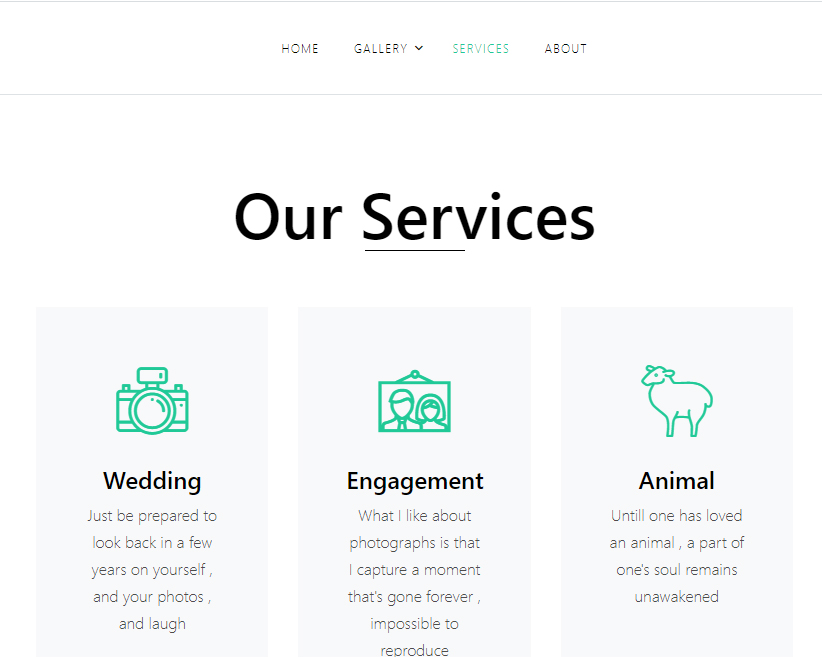 HOME GALLERY SERVICES ABOUT
Our Services
Wedding
Just be prepared to
look back in a few
years on yourself ,
and your photos ,
and laugh
Engagement
What I like about
photographs is that
I capture a moment
that's gone forever ,
impossible to
reproduce
Animal
Untill one has loved
an animal , a part of
one's soul remains
unawakened